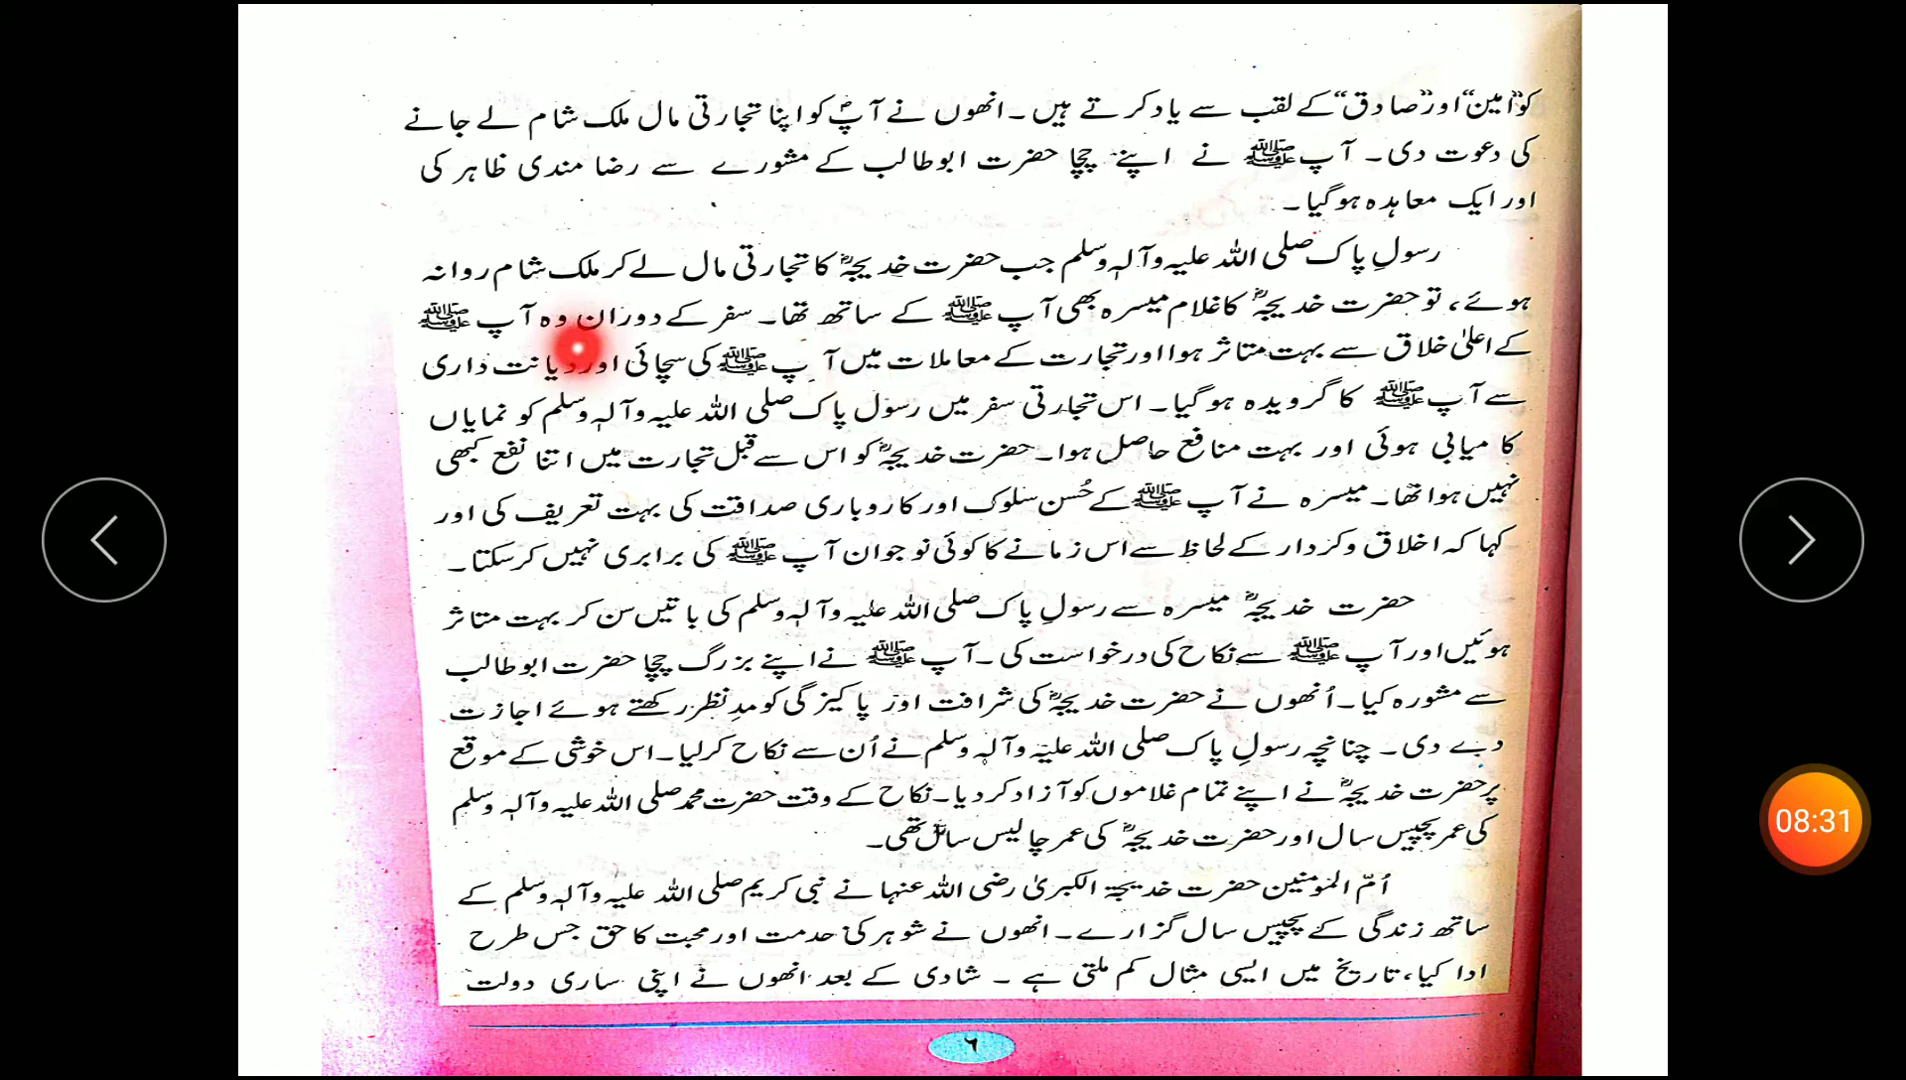 کو”امین“ اور ”صادق“ کے لقب سے یاد کرتے ہیں۔ انھوں نے آپؐ کو اپنا تجارتی مال ملک شام لے جانے
کی دعوت دی۔ آپ ﷺ نے اپنے چچا حضرت ابوطالب کے مشورے سے رضا مندی ظاہر کی
اور ایک معاہدہ ہوگیا۔
رسولِ پاک صلی اللہ علیہ وآلہٖ وسلم جب حضرت خدیجہؓ کا تجارتی مال لے کر ملک شام روانہ
ہوئے، تو حضرت خدیجہؓ کا غلام میسرہ بھی آپ ﷺ کے ساتھ تھا۔ سفر کے دوران وہ آپ ﷺ
کے اعلیٰ خلاق سے بہت متاثر ہوا اور تجارت کے معاملات میں آپ ﷺ کی سچائی اور دیانت داری
سے آپ ﷺ کا گرویدہ ہوگیا۔ اس تجارتی سفر میں رسول پاک صلی اللہ علیہ وآلہٖ وسلم کو نمایاں
کامیابی ہوئی اور بہت منافع حاصل ہوا۔ حضرت خدیجہؓ کو اس سے قبل تجارت میں اتنا نفع کبھی
نہیں ہوا تھا۔ میسرہ نے آپ ﷺ کے حُسن سلوک اور کاروباری صداقت کی بہت تعریف کی اور
کہا کہ اخلاق وکردار کے لحاظ سے اس زمانے کا کوئی نوجوان آپ ﷺ کی برابری نہیں کرسکتا۔
حضرت خدیجہؓ میسرہ سے رسولِ پاک صلی اللہ علیہ وآلہٖ وسلم کی باتیں سن کر بہت متاثر
ہوئیں اور آپ ﷺ سے نکاح کی درخواست کی۔ آپ ﷺ نے اپنے بزرگ چچا حضرت ابوطالب
سے مشورہ کیا۔ اُنھوں نے حضرت خدیجہؓ کی شرافت اور پاکیزگی کو مدِنظر رکھتے ہوئے اجازت
دے دی۔ چنانچہ رسولِ پاک صلی اللہ علیہ وآلہٖ وسلم نے اُن سے نکاح کرلیا۔ اس خوشی کے موقع
پر حضرت خدیجہؓ نے اپنے تمام غلاموں کو آزاد کردیا۔ نکاح کے وقت حضرت محمد صلی اللہ علیہ وآلہٖ وسلم
کی عمر پچیس سال اور حضرت خدیجہؓ کی عمر چالیس سال تھی۔
اُمّ المؤمنین حضرت خدیجۃ الکبریٰ رضی اللہ عنہا نے نبی کریم صلی اللہ علیہ وآلہٖ وسلم کے
ساتھ زندگی کے پچیس سال گزارے۔ انھوں نے شوہر کی خدمت اور محبت کا حق جس طرح
ادا کیا، تاریخ میں ایسی مثال کم ملتی ہے۔ شادی کے بعد انھوں نے اپنی ساری دولت
٦
08:31